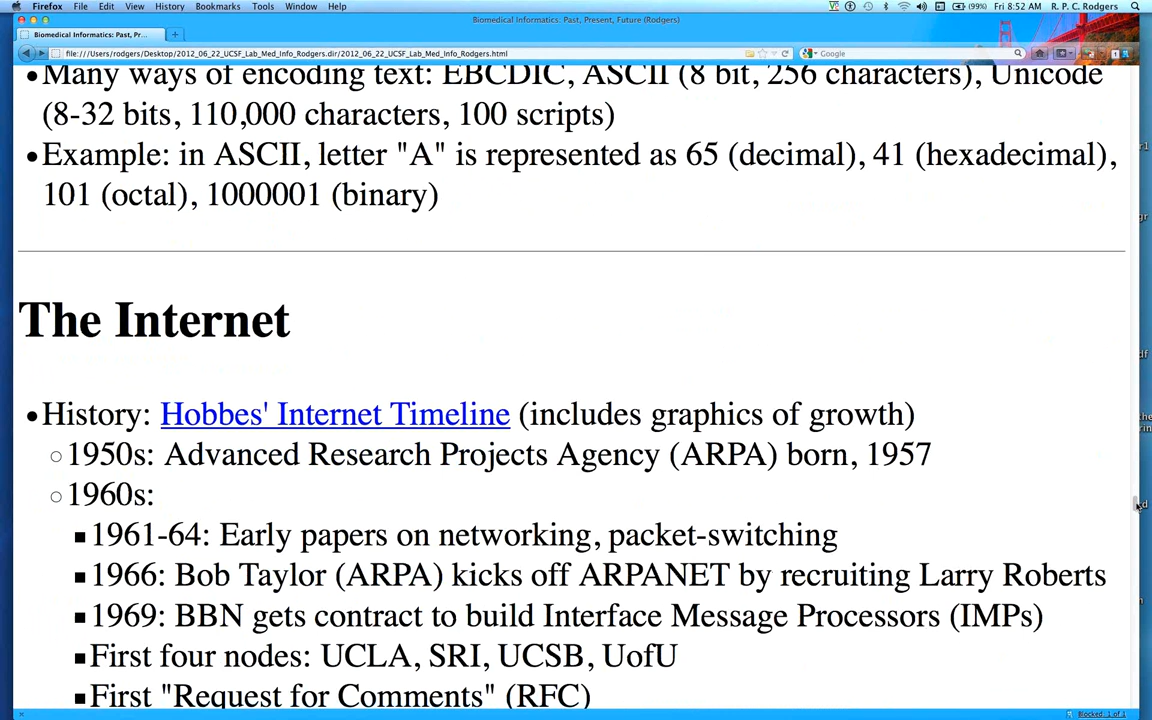 Firefox File Edit View History Bookmarks Tools Window Help (99%) Fri 8:52 AM R. P. C. Rodgers
Biomedical Informatics: Past, Present, Future (Rodgers)
Biomedical Informatics: Past, Pr...
file:///Users/rodgers/Desktop/2012_06_22_UCSF_Lab_Med_Info_Rodgers.dir/2012_06_22_UCSF_Lab_Med_Info_Rodgers.html Google
•Many ways of encoding text: EBCDIC, ASCII (8 bit, 256 characters), Unicode
(8-32 bits, 110,000 characters, 100 scripts)
•Example: in ASCII, letter "A" is represented as 65 (decimal), 41 (hexadecimal),
101 (octal), 1000001 (binary)
The Internet
•History: Hobbes' Internet Timeline (includes graphics of growth)
○1950s: Advanced Research Projects Agency (ARPA) born, 1957
○1960s:
▪1961-64: Early papers on networking, packet-switching
▪1966: Bob Taylor (ARPA) kicks off ARPANET by recruiting Larry Roberts
▪1969: BBN gets contract to build Interface Message Processors (IMPs)
▪First four nodes: UCLA, SRI, UCSB, UofU
▪First "Request for Comments" (RFC)
Blocked: 1 of 1